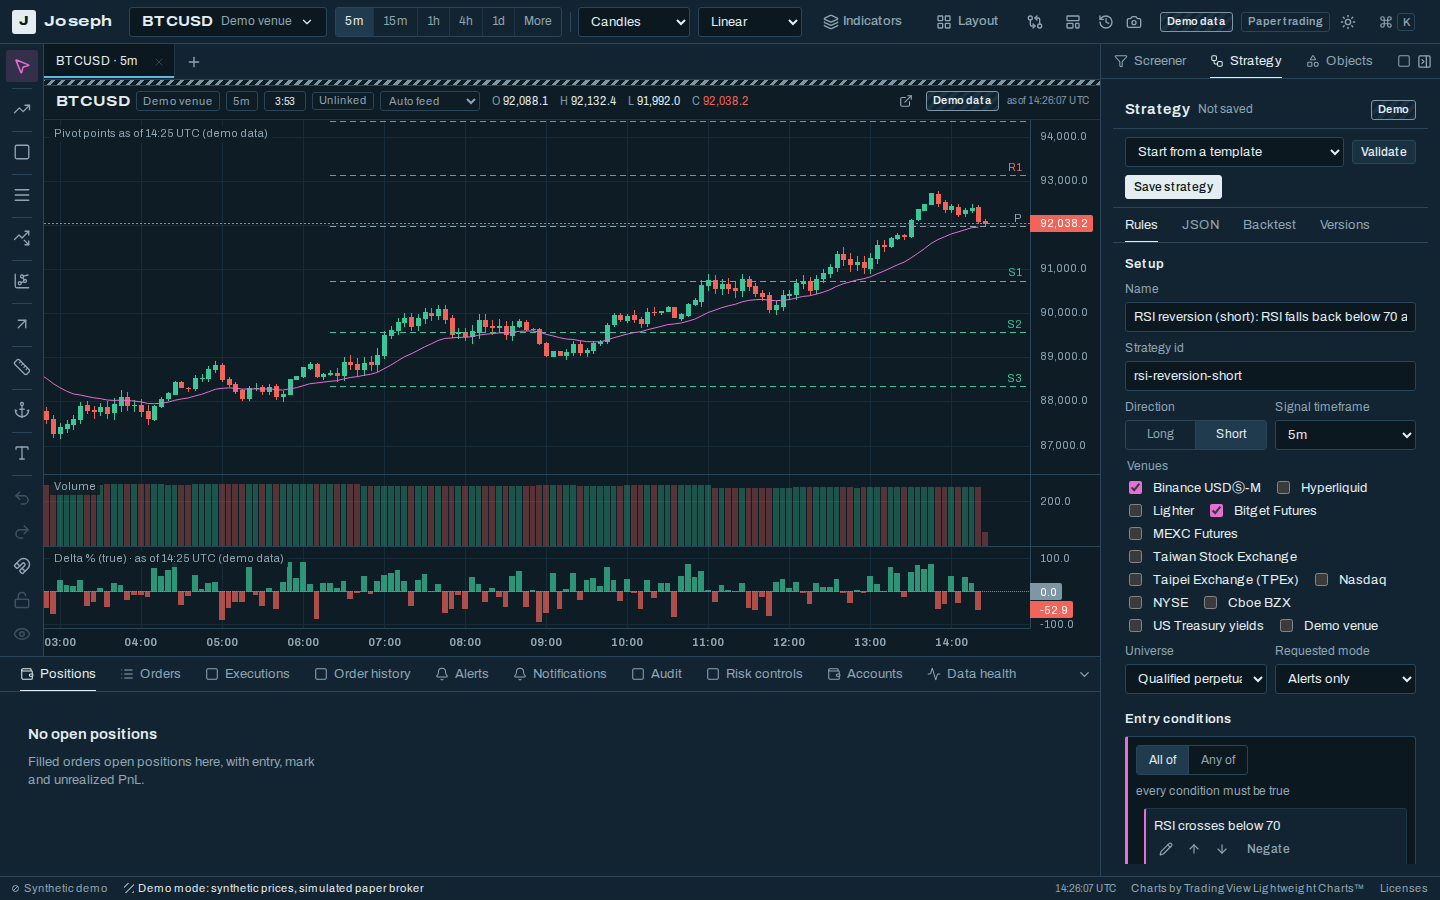 J Joseph BTCUSD Demo venue 5m 15m 1h 4h 1d More Candles Linear Indicators Layout Demo data Paper trading ⌘ K
BTCUSD · 5m × +
Screener Strategy Objects
BTCUSD Demo venue 5m 3:53 Unlinked Auto feed O 92,088.1 H 92,132.4 L 91,992.0 C 92,038.2 Demo data as of 14:26:07 UTC
Pivot points as of 14:25 UTC (demo data)
94,000.0
R1
93,000.0
P
92,038.2
S1
91,000.0
S2
90,000.0
89,000.0
S3
88,000.0
87,000.0
Volume
200.0
Delta % (true) · as of 14:25 UTC (demo data)
100.0
0.0
-52.9
-100.0
03:00 04:00 05:00 06:00 07:00 08:00 09:00 10:00 11:00 12:00 13:00 14:00
Positions Orders Executions Order history Alerts Notifications Audit Risk controls Accounts Data health
No open positions
Filled orders open positions here, with entry, mark
and unrealized PnL.
Strategy Not saved Demo
Start from a template Validate
Save strategy
Rules JSON Backtest Versions
Setup
Name
RSI reversion (short): RSI falls back below 70 a
Strategy id
rsi-reversion-short
Direction Signal timeframe
Long Short 5m
Venues
Binance USDⓈ-M Hyperliquid
Lighter Bitget Futures
MEXC Futures
Taiwan Stock Exchange
Taipei Exchange (TPEx) Nasdaq
NYSE Cboe BZX
US Treasury yields Demo venue
Universe Requested mode
Qualified perpetua Alerts only
Entry conditions
All of Any of
every condition must be true
RSI crosses below 70
Negate
Synthetic demo Demo mode: synthetic prices, simulated paper broker 14:26:07 UTC Charts by TradingView Lightweight Charts™ Licenses